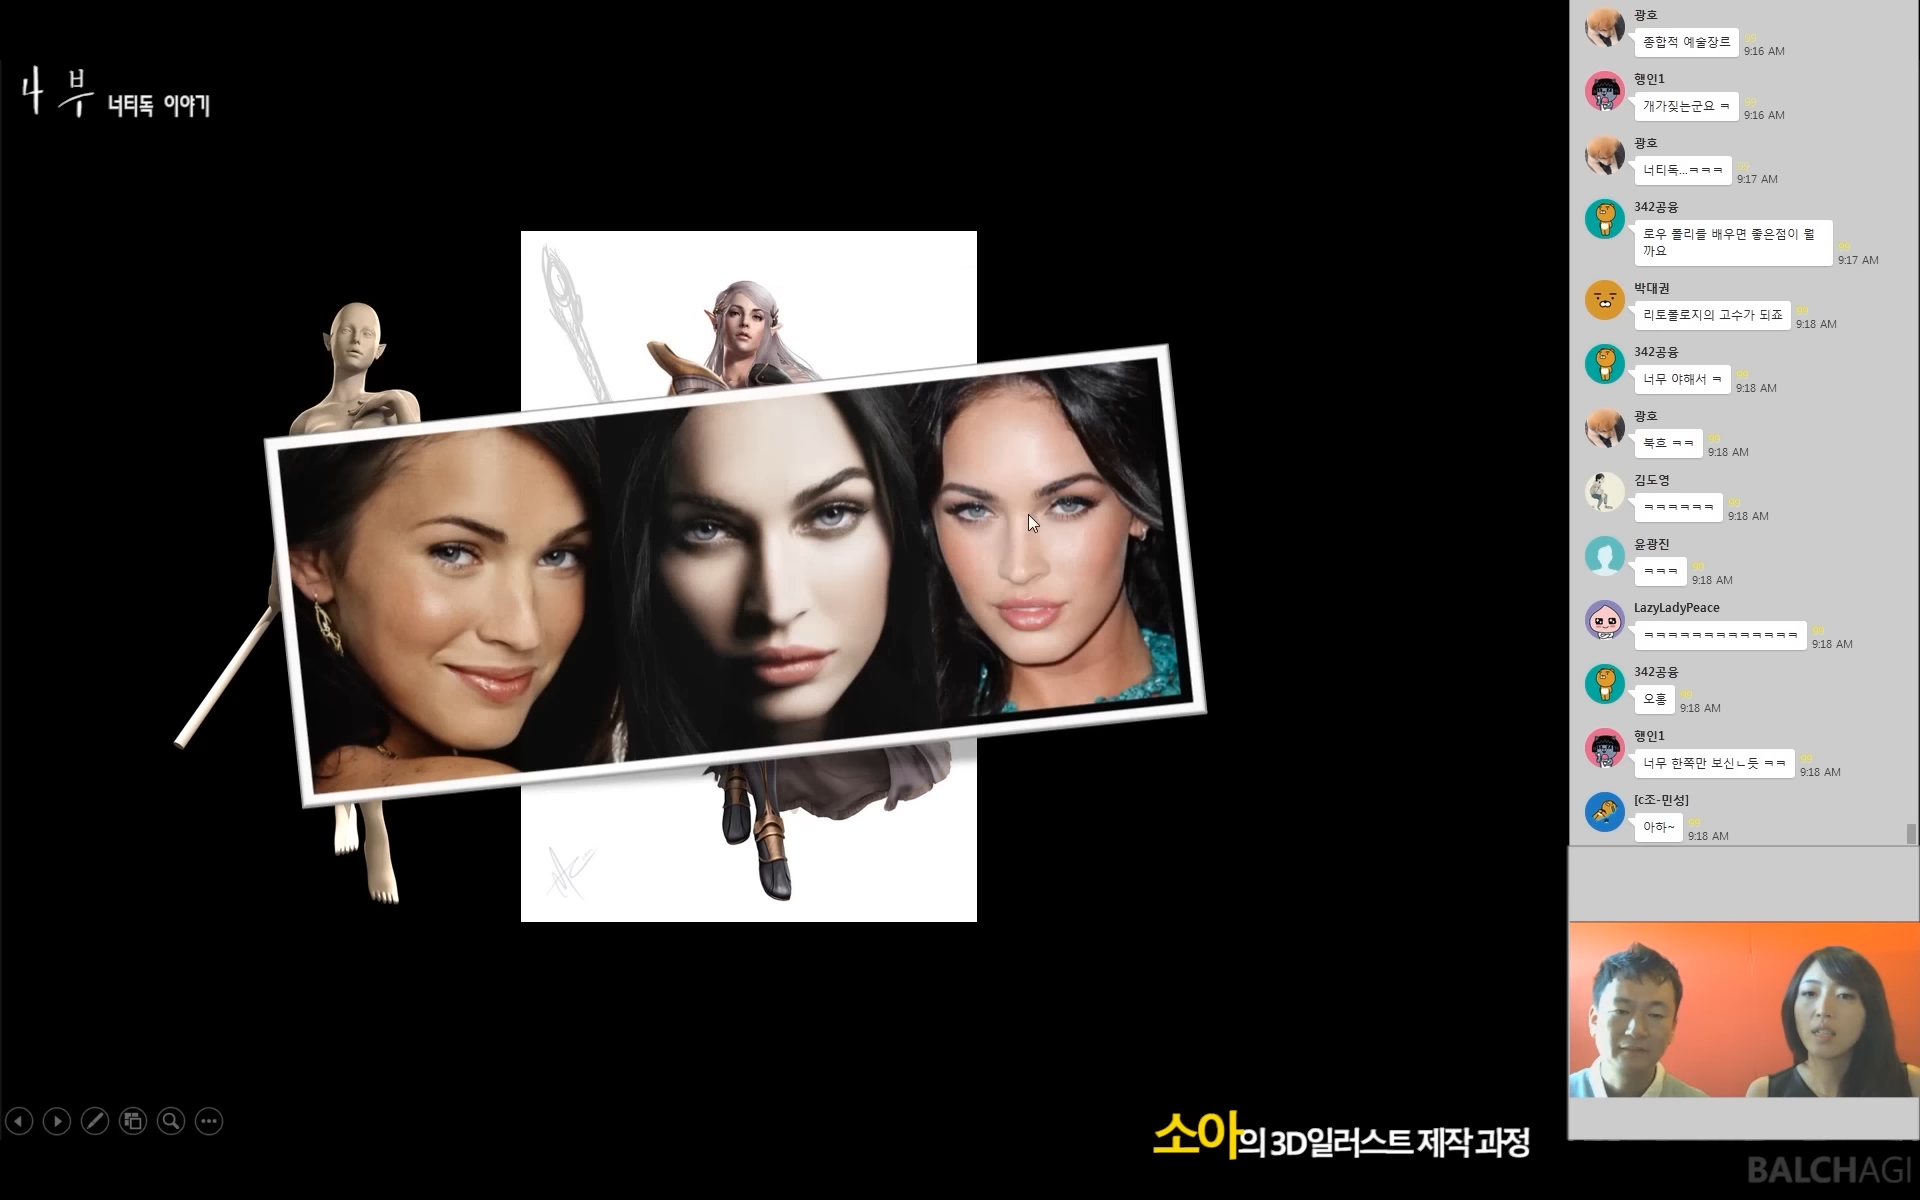 4부 너티독 이야기
광호
종합적 예술장르
9:16 AM
행인1
개가짖는군요 ㅋ
9:16 AM
광호
너티독...ㅋㅋㅋ
9:17 AM
342공융
로우 폴리를 배우면 좋은점이 뭘
까요
9:17 AM
박대권
리토폴로지의 고수가 되죠
9:18 AM
342공융
너무 야해서 ㅋ
9:18 AM
광호
북흐 ㅋㅋ
9:18 AM
김도영
ㅋㅋㅋㅋㅋㅋ
9:18 AM
윤광진
ㅋㅋㅋ
9:18 AM
LazyLadyPeace
ㅋㅋㅋㅋㅋㅋㅋㅋㅋㅋㅋㅋㅋ
9:18 AM
342공융
오홍
9:18 AM
행인1
너무 한쪽만 보신ㄴ듯 ㅋㅋ
9:18 AM
[c조-민성]
아하~
9:18 AM
소아의 3D일러스트 제작 과정
BALCHAGI